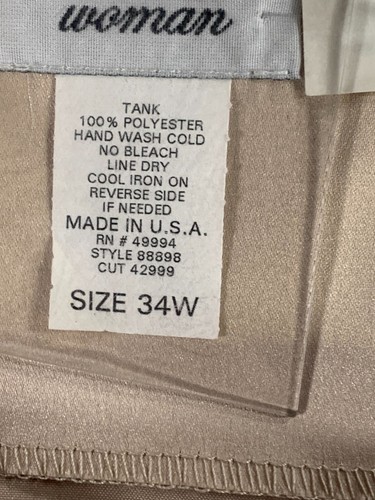 woman
TANK
100% POLYESTER
HAND WASH COLD
NO BLEACH
LINE DRY
COOL IRON ON
REVERSE SIDE
IF NEEDED
MADE IN U.S.A.
RN # 49994
STYLE 88898
CUT 42999
SIZE 34W